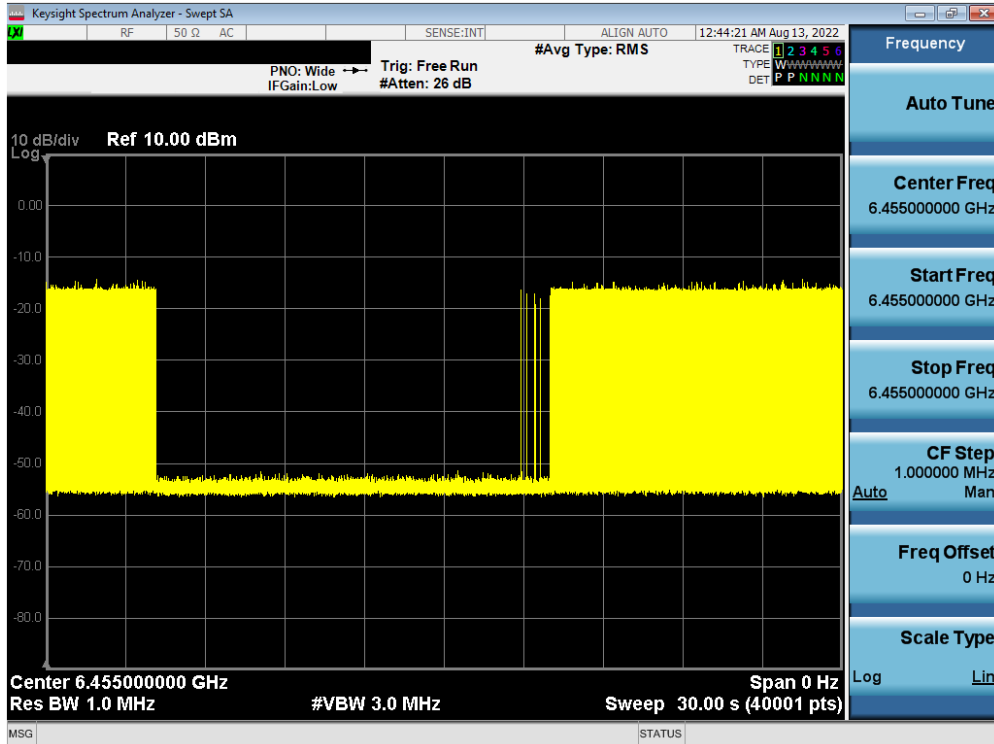 Keysight Spectrum Analyzer - Swept SA
LXI RF 50 Ω AC SENSE:INT ALIGN AUTO 12:44:21 AM Aug 13, 2022
#Avg Type: RMS
TRACE 1 2 3 4 5 6
PNO: Wide Trig: Free Run
TYPE WWWWWWW
IFGain:Low #Atten: 26 dB
DET P P N N N N
10 dB/div Ref 10.00 dBm
Log
0.00
-10.0
-20.0
-30.0
-40.0
-50.0
-60.0
-70.0
-80.0
Center 6.455000000 GHz Span 0 Hz
Res BW 1.0 MHz #VBW 3.0 MHz Sweep 30.00 s (40001 pts)
MSG STATUS
Frequency
Auto Tune
Center Freq
6.455000000 GHz
Start Freq
6.455000000 GHz
Stop Freq
6.455000000 GHz
CF Step
1.000000 MHz
Auto Man
Freq Offset
0 Hz
Scale Type
Log Lin